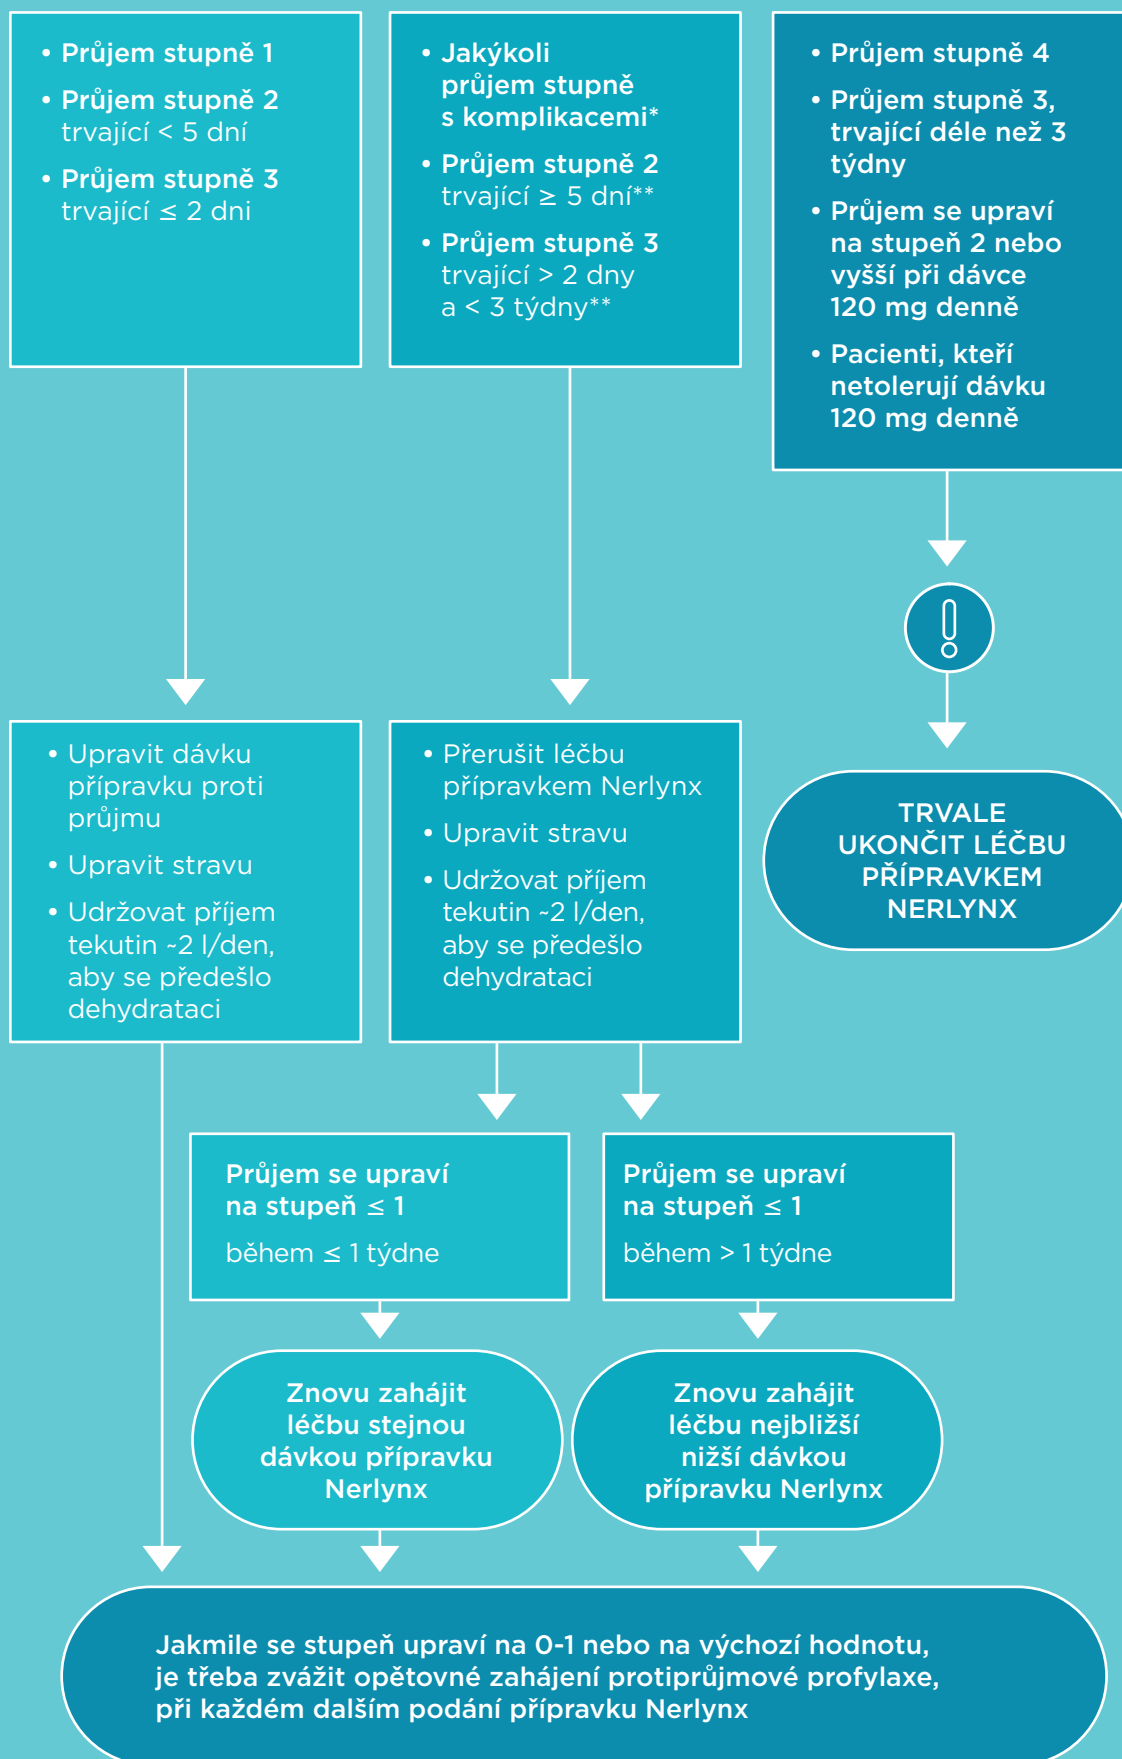 • Průjem stupně 1
• Průjem stupně 2
trvající < 5 dní
• Průjem stupně 3
trvající ≤ 2 dni
• Jakýkoli
průjem stupně
s komplikacemi*
• Průjem stupně 2
trvající ≥ 5 dní**
• Průjem stupně 3
trvající > 2 dny
a < 3 týdny**
• Průjem stupně 4
• Průjem stupně 3,
trvající déle než 3
týdny
• Průjem se upraví
na stupeň 2 nebo
vyšší při dávce
120 mg denně
• Pacienti, kteří
netolerují dávku
120 mg denně
• Upravit dávku
přípravku proti
průjmu
• Upravit stravu
• Udržovat příjem
tekutin ~2 l/den,
aby se předešlo
dehydrataci
• Přerušit léčbu
přípravkem Nerlynx
• Upravit stravu
• Udržovat příjem
tekutin ~2 l/den,
aby se předešlo
dehydrataci
TRVALE
UKONČIT LÉČBU
PŘÍPRAVKEM
NERLYNX
Průjem se upraví
na stupeň ≤ 1
během ≤ 1 týdne
Průjem se upraví
na stupeň ≤ 1
během > 1 týdne
Znovu zahájit
léčbu stejnou
dávkou přípravku
Nerlynx
Znovu zahájit
léčbu nejbližší
nižší dávkou
přípravku Nerlynx
Jakmile se stupeň upraví na 0-1 nebo na výchozí hodnotu,
je třeba zvážit opětovné zahájení protiprůjmové profylaxe,
při každém dalším podání přípravku Nerlynx